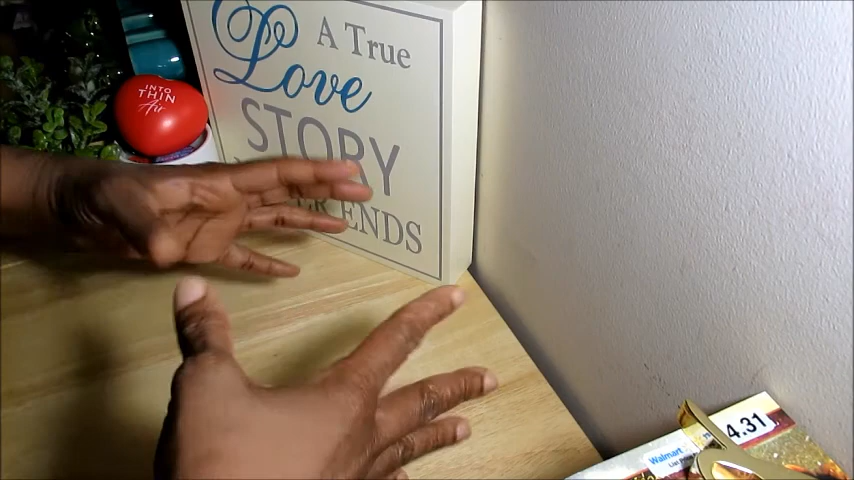 A True
Love
STORY
ENDS
INTO
THIN
Air
4.31
Walmart